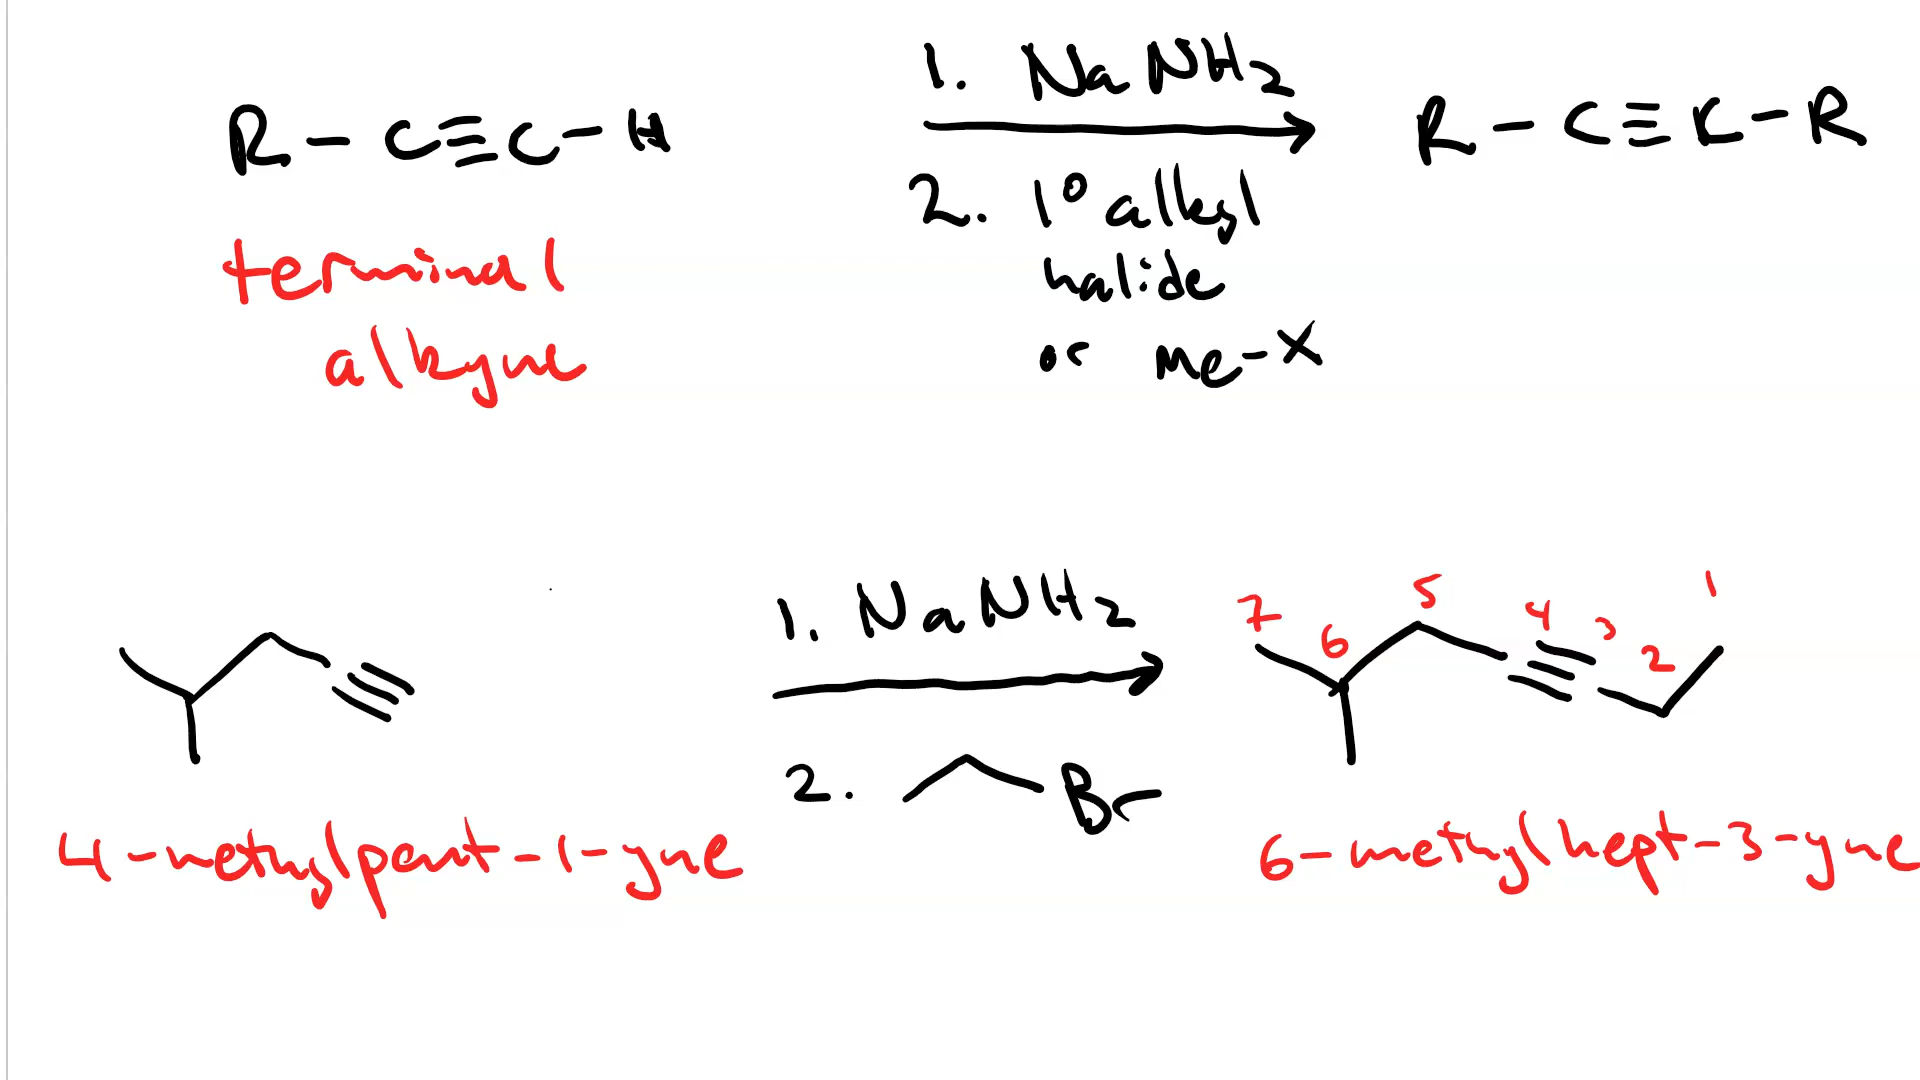 R-C≡C-H
terminal
alkyne
1. NaNH2
2. 1° alkyl
halide
or Me-X
R-C≡C-R
4-methylpent-1-yne
1. NaNH2
2. Br
7 6 5 4 3 2 1
6-methylhept-3-yne